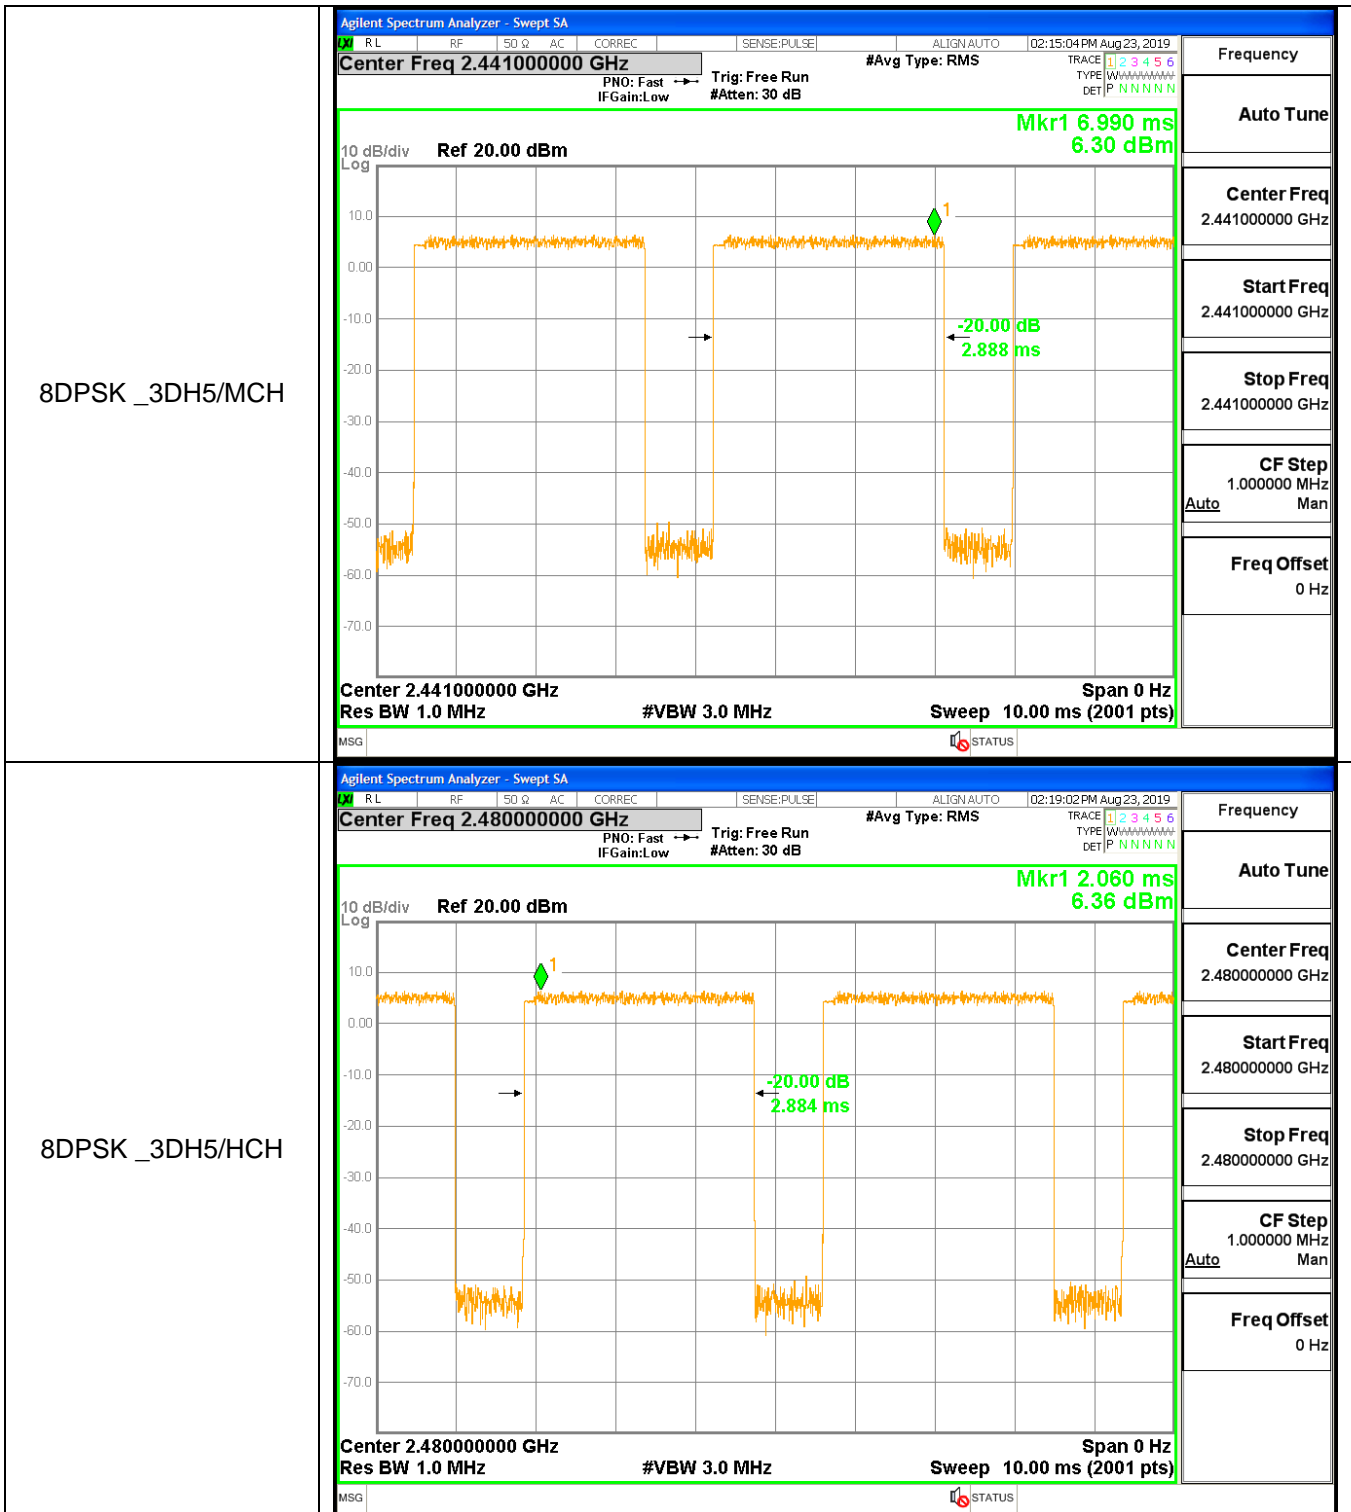 8DPSK _3DH5/MCH
Agilent Spectrum Analyzer - Swept SA
LXI RL RF 50 Ω AC CORREC SENSE:PULSE ALIGN AUTO 02:15:04 PM Aug 23, 2019
Center Freq 2.441000000 GHz
#Avg Type: RMS
TRACE 1 2 3 4 5 6
TYPE
DET P N N N N N
PNO: Fast
IFGain:Low
Trig: Free Run
#Atten: 30 dB
Mkr1 6.990 ms
6.30 dBm
10 dB/div
Log
Ref 20.00 dBm
10.0
0.00
-10.0
-20.0
-30.0
-40.0
-50.0
-60.0
-70.0
1
-20.00 dB
2.888 ms
Center 2.441000000 GHz
Span 0 Hz
Res BW 1.0 MHz
#VBW 3.0 MHz
Sweep 10.00 ms (2001 pts)
MSG
STATUS
Frequency
Auto Tune
Center Freq
2.441000000 GHz
Start Freq
2.441000000 GHz
Stop Freq
2.441000000 GHz
CF Step
1.000000 MHz
Auto Man
Freq Offset
0 Hz
8DPSK _3DH5/HCH
Agilent Spectrum Analyzer - Swept SA
LXI RL RF 50 Ω AC CORREC SENSE:PULSE ALIGN AUTO 02:19:02 PM Aug 23, 2019
Center Freq 2.480000000 GHz
#Avg Type: RMS
TRACE 1 2 3 4 5 6
TYPE
DET P N N N N N
PNO: Fast
IFGain:Low
Trig: Free Run
#Atten: 30 dB
Mkr1 2.060 ms
6.36 dBm
10 dB/div
Log
Ref 20.00 dBm
10.0
0.00
-10.0
-20.0
-30.0
-40.0
-50.0
-60.0
-70.0
1
-20.00 dB
2.884 ms
Center 2.480000000 GHz
Span 0 Hz
Res BW 1.0 MHz
#VBW 3.0 MHz
Sweep 10.00 ms (2001 pts)
MSG
STATUS
Frequency
Auto Tune
Center Freq
2.480000000 GHz
Start Freq
2.480000000 GHz
Stop Freq
2.480000000 GHz
CF Step
1.000000 MHz
Auto Man
Freq Offset
0 Hz